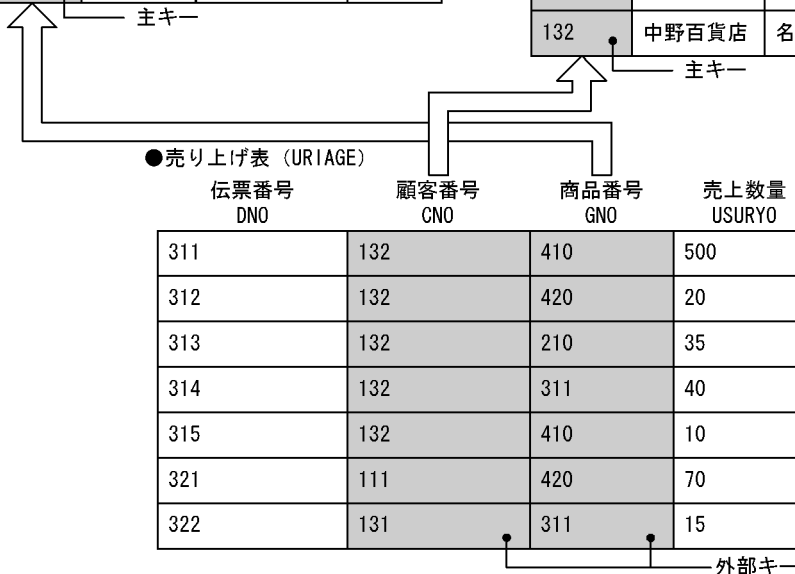 主キー
132 中野百貨店 名
主キー
●売り上げ表（URIAGE）
伝票番号 顧客番号 商品番号 売上数量
DNO CNO GNO USURYO
311 132 410 500
312 132 420 20
313 132 210 35
314 132 311 40
315 132 410 10
321 111 420 70
322 131 311 15
外部キー